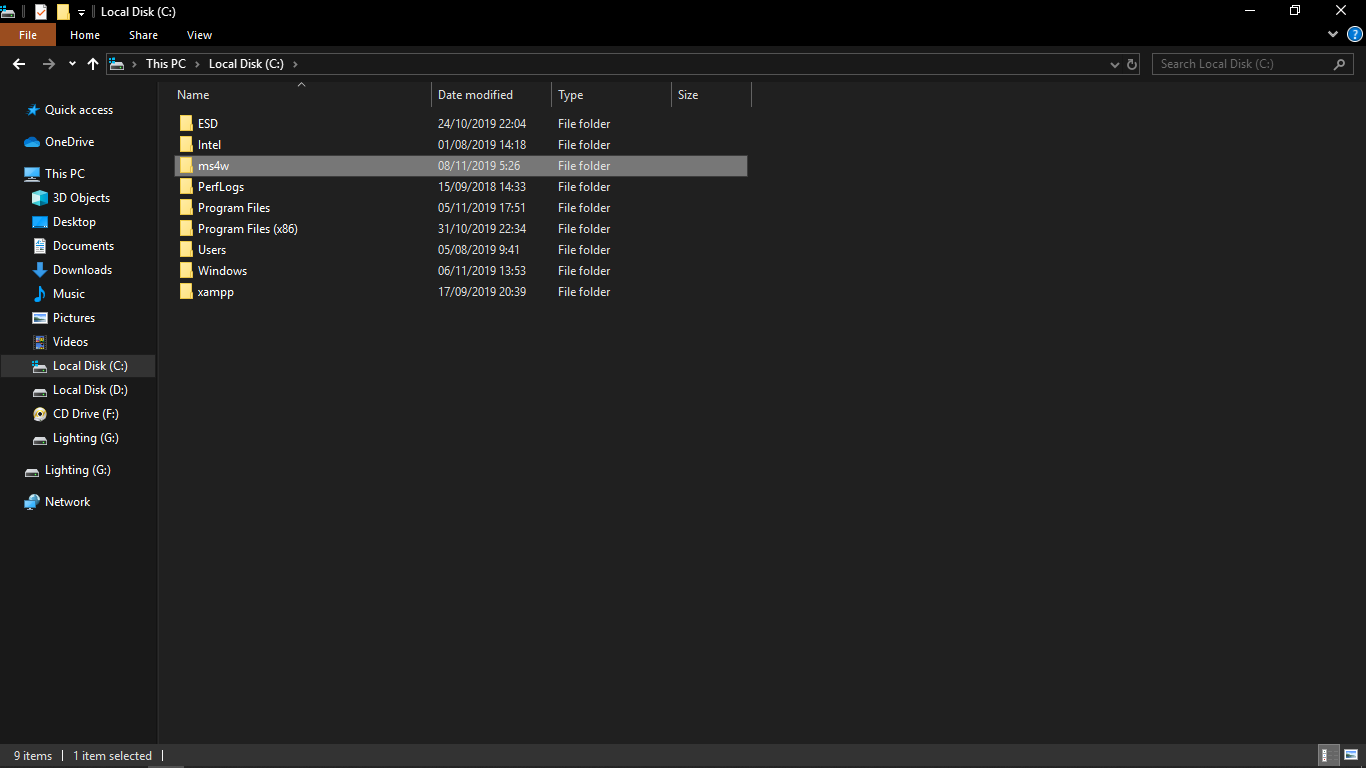 Local Disk (C:)
File Home Share View
This PC Local Disk (C:) Search Local Disk (C:)
Name Date modified Type Size
Quick access
OneDrive
This PC
3D Objects
Desktop
Documents
Downloads
Music
Pictures
Videos
Local Disk (C:)
Local Disk (D:)
CD Drive (F:)
Lighting (G:)
Lighting (G:)
Network
ESD 24/10/2019 22:04 File folder
Intel 01/08/2019 14:18 File folder
ms4w 08/11/2019 5:26 File folder
PerfLogs 15/09/2018 14:33 File folder
Program Files 05/11/2019 17:51 File folder
Program Files (x86) 31/10/2019 22:34 File folder
Users 05/08/2019 9:41 File folder
Windows 06/11/2019 13:53 File folder
xampp 17/09/2019 20:39 File folder
9 items 1 item selected